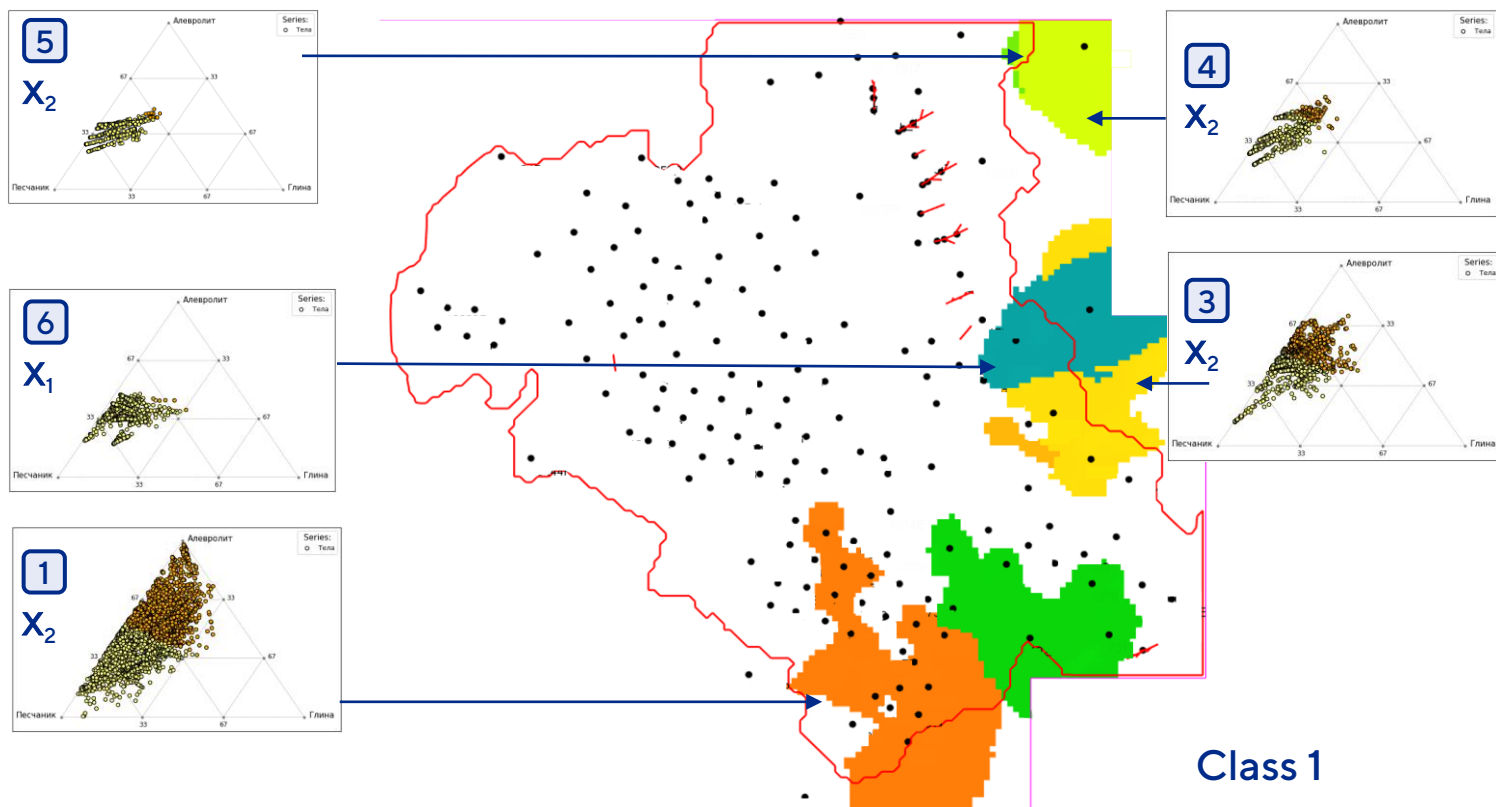 5
X₂
Алевролит
Series:
Тела
67
33
33
67
Песчаник
Глина
33
67
4
X₂
Алевролит
Series:
Тела
67
33
33
67
Песчаник
Глина
33
67
6
X₁
Алевролит
Series:
Тела
67
33
33
67
Песчаник
Глина
33
67
3
X₂
Алевролит
Series:
Тела
67
33
33
67
Песчаник
Глина
33
67
1
X₂
Алевролит
Series:
Тела
67
33
33
67
Песчаник
Глина
33
67
Class 1